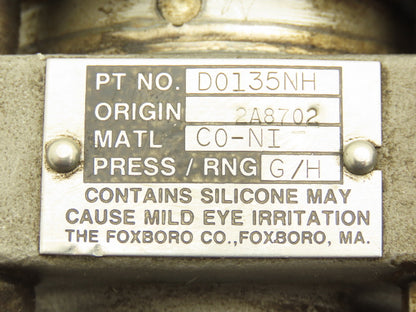 PT NO. D0135NH
ORIGIN 2A8702
MATL CO-NI
PRESS / RNG G/H
CONTAINS SILICONE MAY
CAUSE MILD EYE IRRITATION
THE FOXBORO CO., FOXBORO, MA.